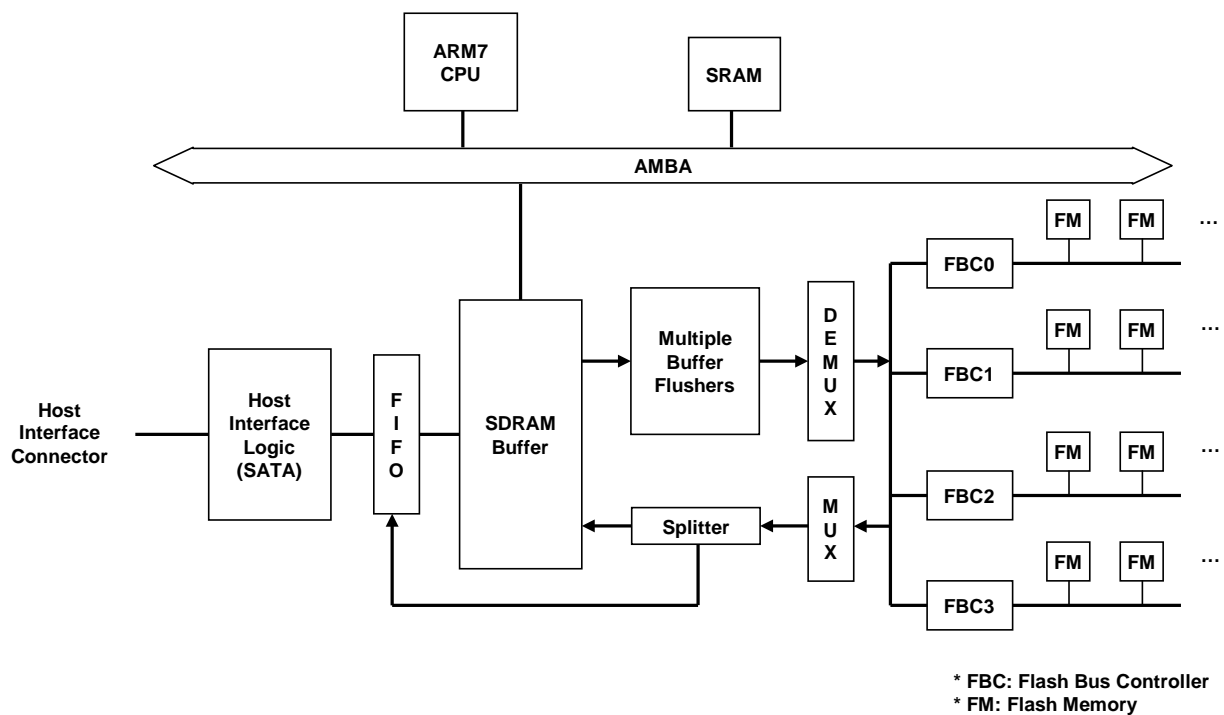 ARM7
CPU
SRAM
AMBA
FM
FM
...
FBC0
FM
FM
...
FBC1
Multiple
Buffer
Flushers
D
E
M
U
X
Host
Interface
Connector
Host
Interface
Logic
(SATA)
F
I
F
O
SDRAM
Buffer
FM
FM
...
FBC2
Splitter
M
U
X
FM
FM
...
FBC3
* FBC: Flash Bus Controller
* FM: Flash Memory